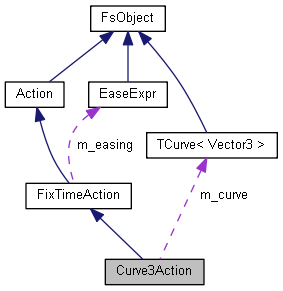 FsObject
Action
EaseExpr
m_easing
TCurve< Vector3 >
FixTimeAction
m_curve
Curve3Action